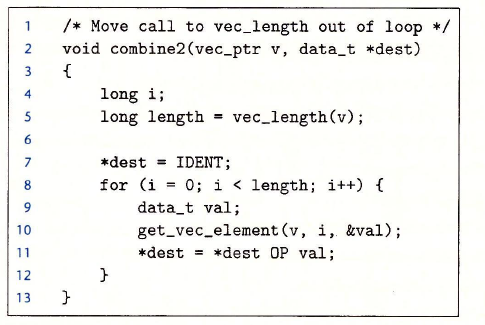 1 /* Move call to vec_length out of loop */
2 void combine2(vec_ptr v, data_t *dest)
3 {
4     long i;
5     long length = vec_length(v);
6
7     *dest = IDENT;
8     for (i = 0; i < length; i++) {
9         data_t val;
10         get_vec_element(v, i, &val);
11         *dest = *dest OP val;
12     }
13 }